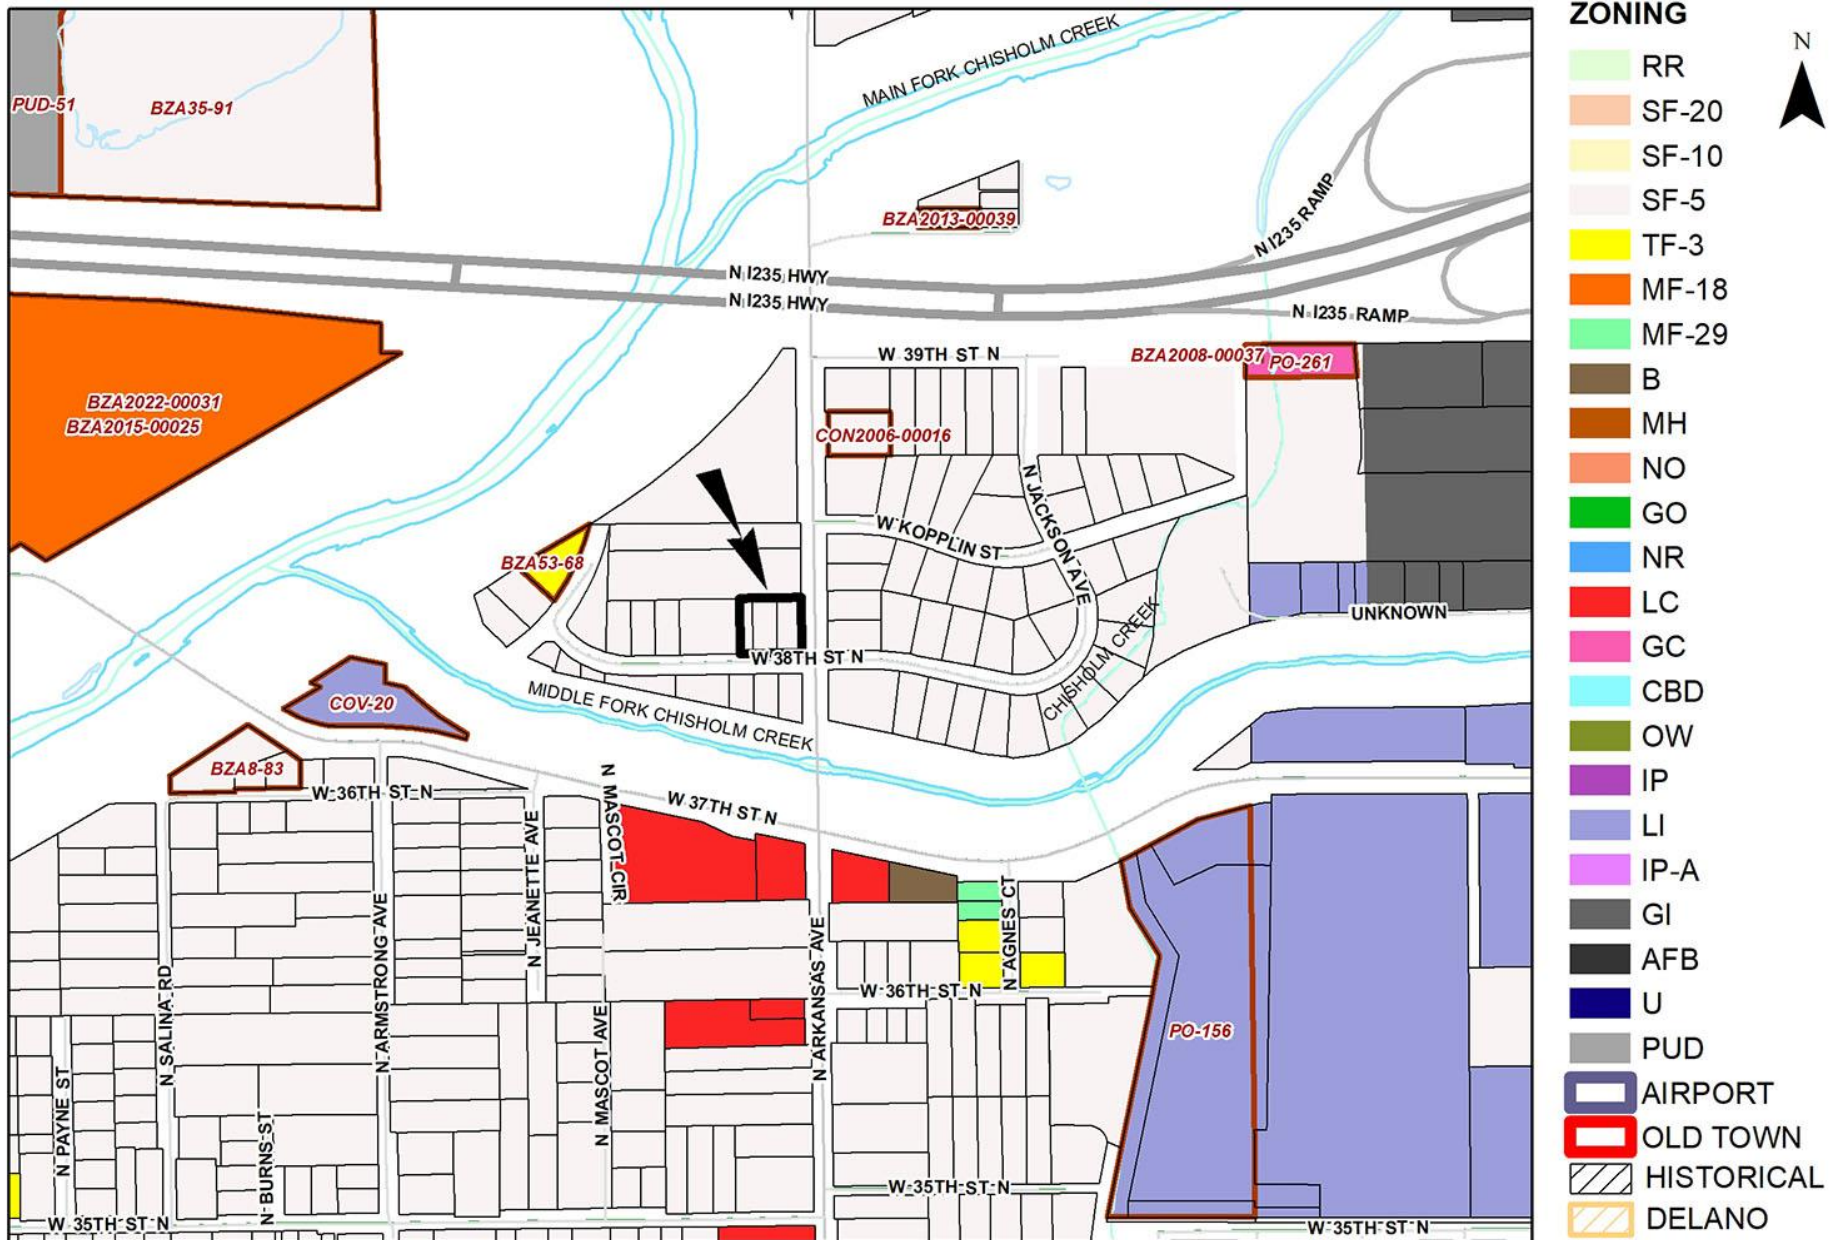 PUD-51
BZA35-91
MAIN FORK CHISHOLM CREEK
BZA2013-00039
N I235 RAMP
N I235 HWY
N I235 HWY
N I235 RAMP
W 39TH ST N
BZA2008-00037
PO-261
BZA2022-00031
BZA2015-00025
CON2006-00016
N JACKSON AVE
W KOPPLIN ST
BZA53-68
UNKNOWN
W 38TH ST N
CHISHOLM CREEK
COV-20
MIDDLE FORK CHISHOLM CREEK
BZA8-83
W 36TH ST N
N MASCOT CIR
W 37TH ST N
N JEANETTE AVE
N ARMSTRONG AVE
N AGNES CT
N ARKANSAS AVE
N SALINA RD
W 36TH ST N
N MASCOT AVE
PO-156
N PAYNE ST
N BURNS ST
W 35TH ST N
W 35TH ST N
W 35TH ST N
ZONING
N
RR
SF-20
SF-10
SF-5
TF-3
MF-18
MF-29
B
MH
NO
GO
NR
LC
GC
CBD
OW
IP
LI
IP-A
GI
AFB
U
PUD
AIRPORT
OLD TOWN
HISTORICAL
DELANO